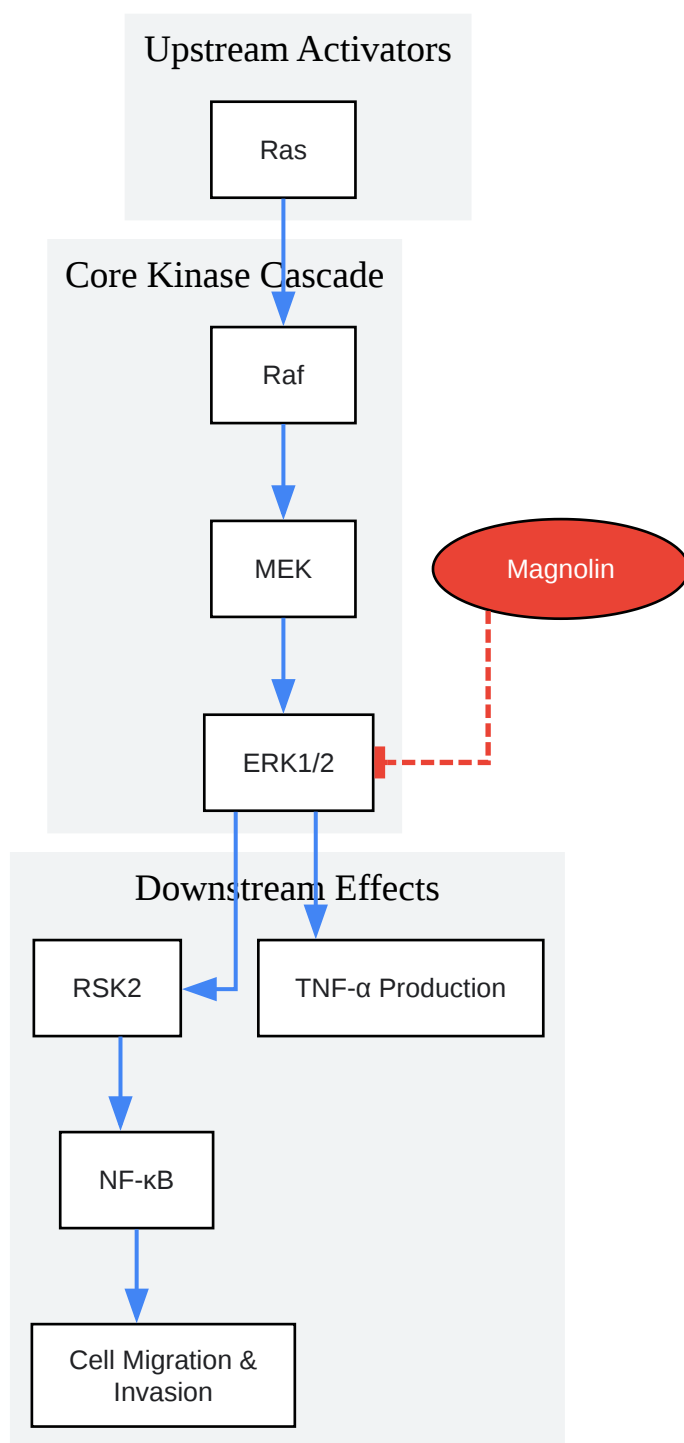 Upstream Activators
Ras
Core Kinase Cascade
Raf
MEK
Magnolin
ERK1/2
Downstream Effects
RSK2
TNF-α Production
NF-κB
Cell Migration &
Invasion